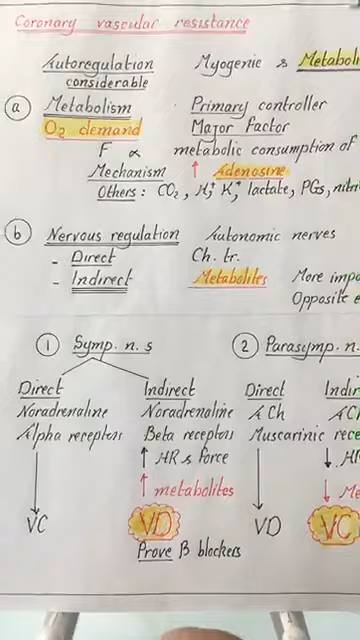 Coronary vascular resistance
Autoregulation Myogenic & Metaboli
considerable
a Metabolism Primary controller
O2 demand Major factor
F ∝ metabolic consumption of
Mechanism ↑ Adenosine
Others: CO2, H+, K+, lactate, PGs, nitri
b Nervous regulation Autonomic nerves
- Direct Ch. tr.
- Indirect Metabolites More impo
Opposite e
1 Symp. n. s 2 Parasymp. n.
Direct Indirect Direct Indir
Noradrenaline Noradrenaline ACh ACh
Alpha receptors Beta receptors Muscarinic rece
↑ HR & Force ↓ HR
↑ metabolites ↓ Me
VC VD VD VC
Prove β blockers